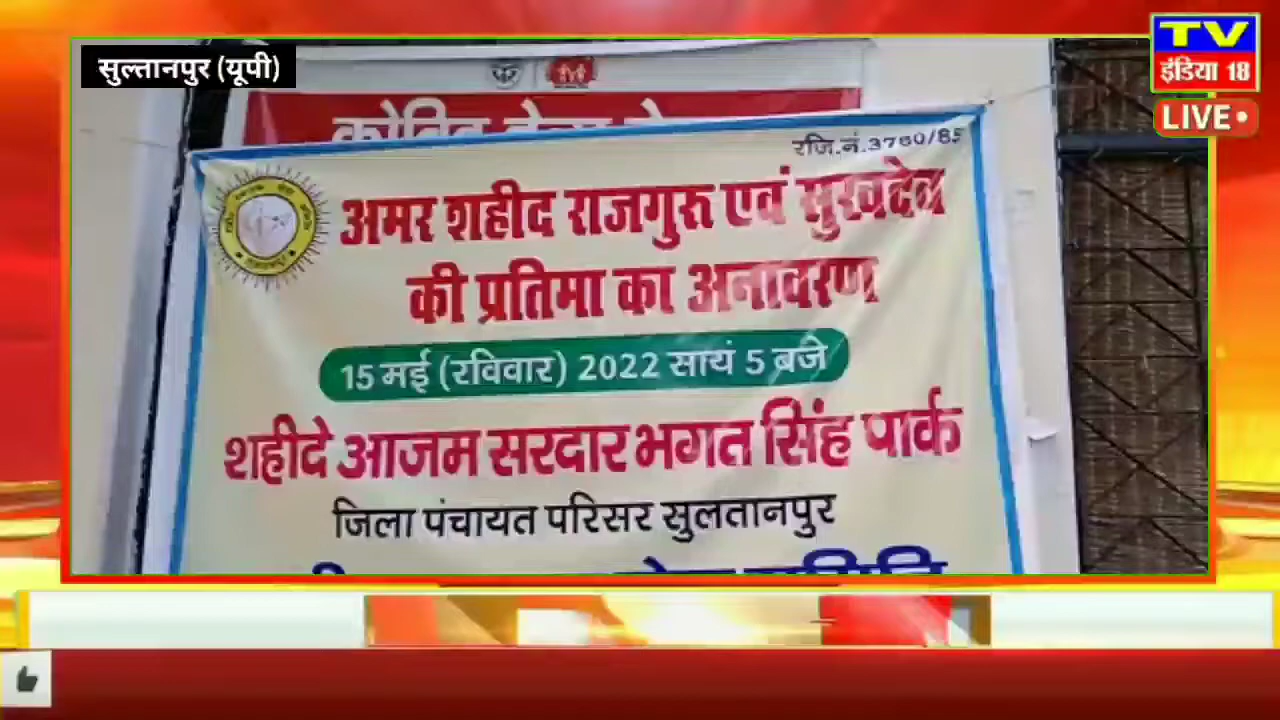 सुल्तानपुर (यूपी)
TV
इंडिया 18
LIVE
रजि.नं.3760/85
अमर शहीद राजगुरु एवं सुखदेव
की प्रतिमा का अनावरण
15 मई (रविवार) 2022 सायं 5 बजे
शहीदे आजम सरदार भगत सिंह पार्क
जिला पंचायत परिसर सुलतानपुर